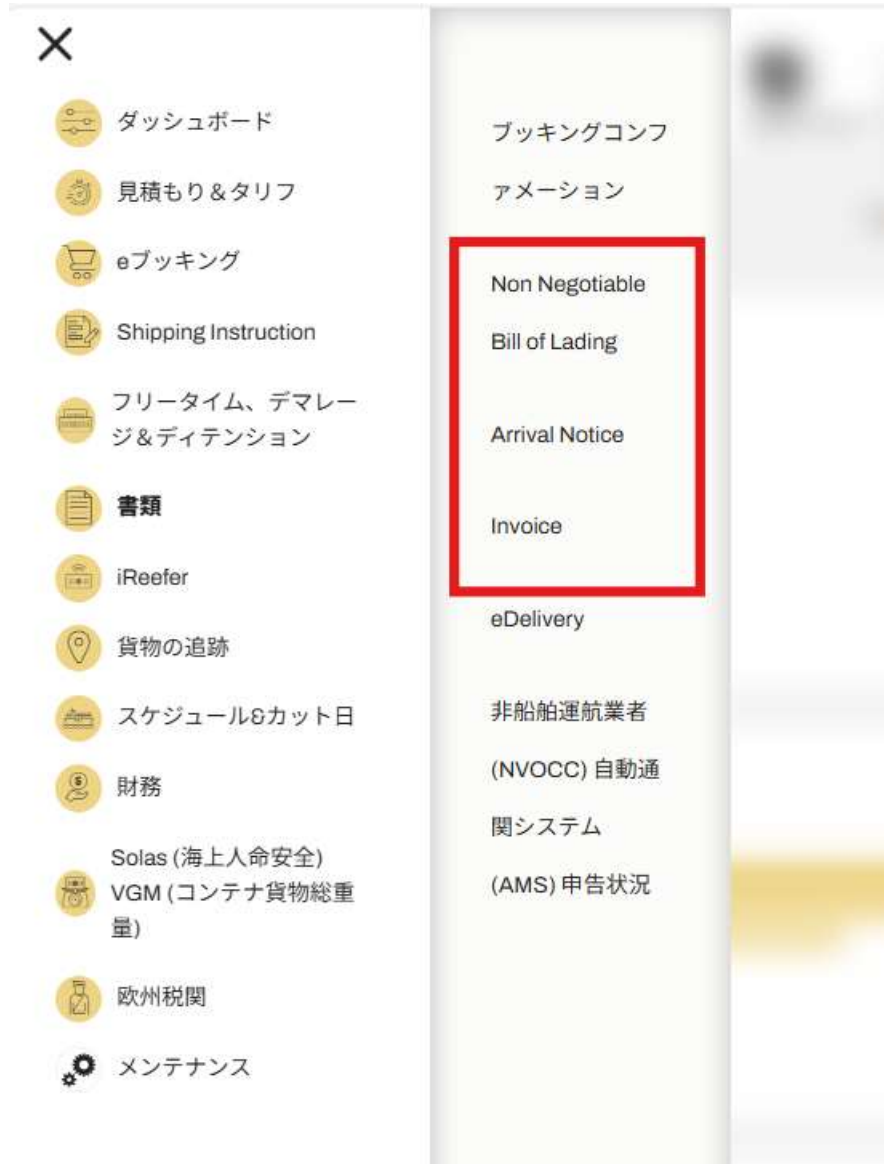 ダッシュボード
見積もり＆タリフ
eブッキング
Shipping Instruction
フリータイム、デマレー
ジ＆ディテンション
書類
iReefer
貨物の追跡
スケジュール&カット日
財務
Solas (海上人命安全)
VGM (コンテナ貨物総重
量)
欧州税関
メンテナンス
ブッキングコンフ
ァメーション
Non Negotiable
Bill of Lading
Arrival Notice
Invoice
eDelivery
非船舶運航業者
(NVOCC) 自動通
関システム
(AMS) 申告状況